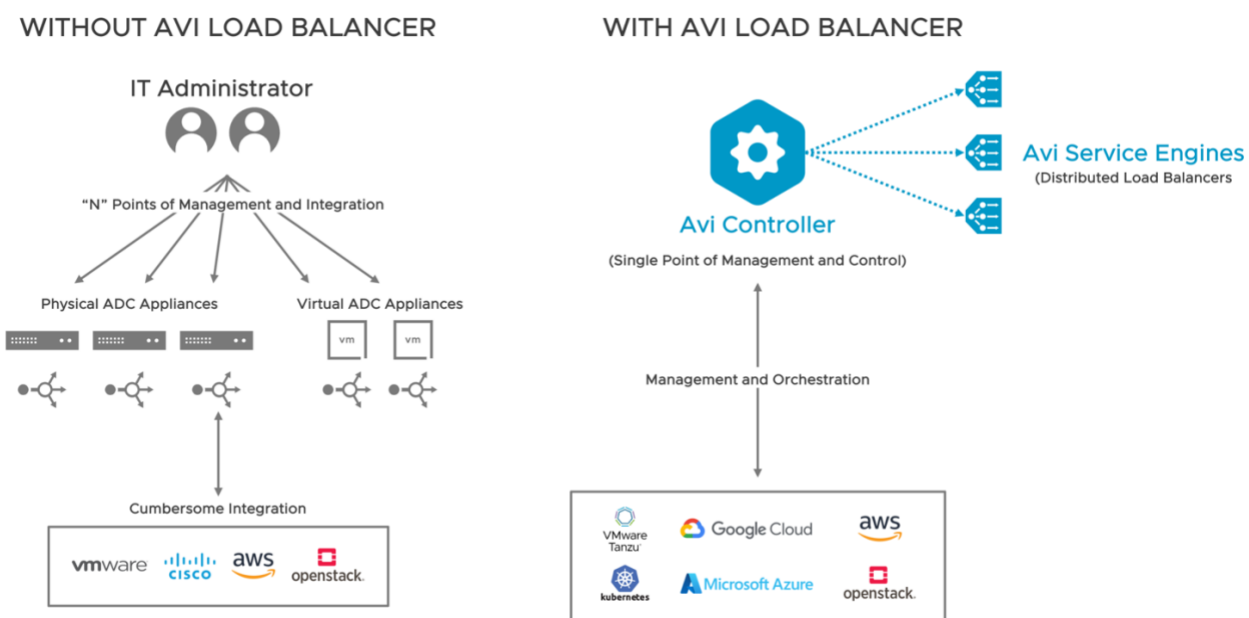 WITHOUT AVI LOAD BALANCER
IT Administrator
“N” Points of Management and Integration
Physical ADC Appliances
Virtual ADC Appliances
vm
vm
Cumbersome Integration
vmware
CISCO
aws
openstack.
WITH AVI LOAD BALANCER
Avi Service Engines
(Distributed Load Balancers
Avi Controller
(Single Point of Management and Control)
Management and Orchestration
VMware
Tanzu
Google Cloud
aws
kubernetes
Microsoft Azure
openstack.